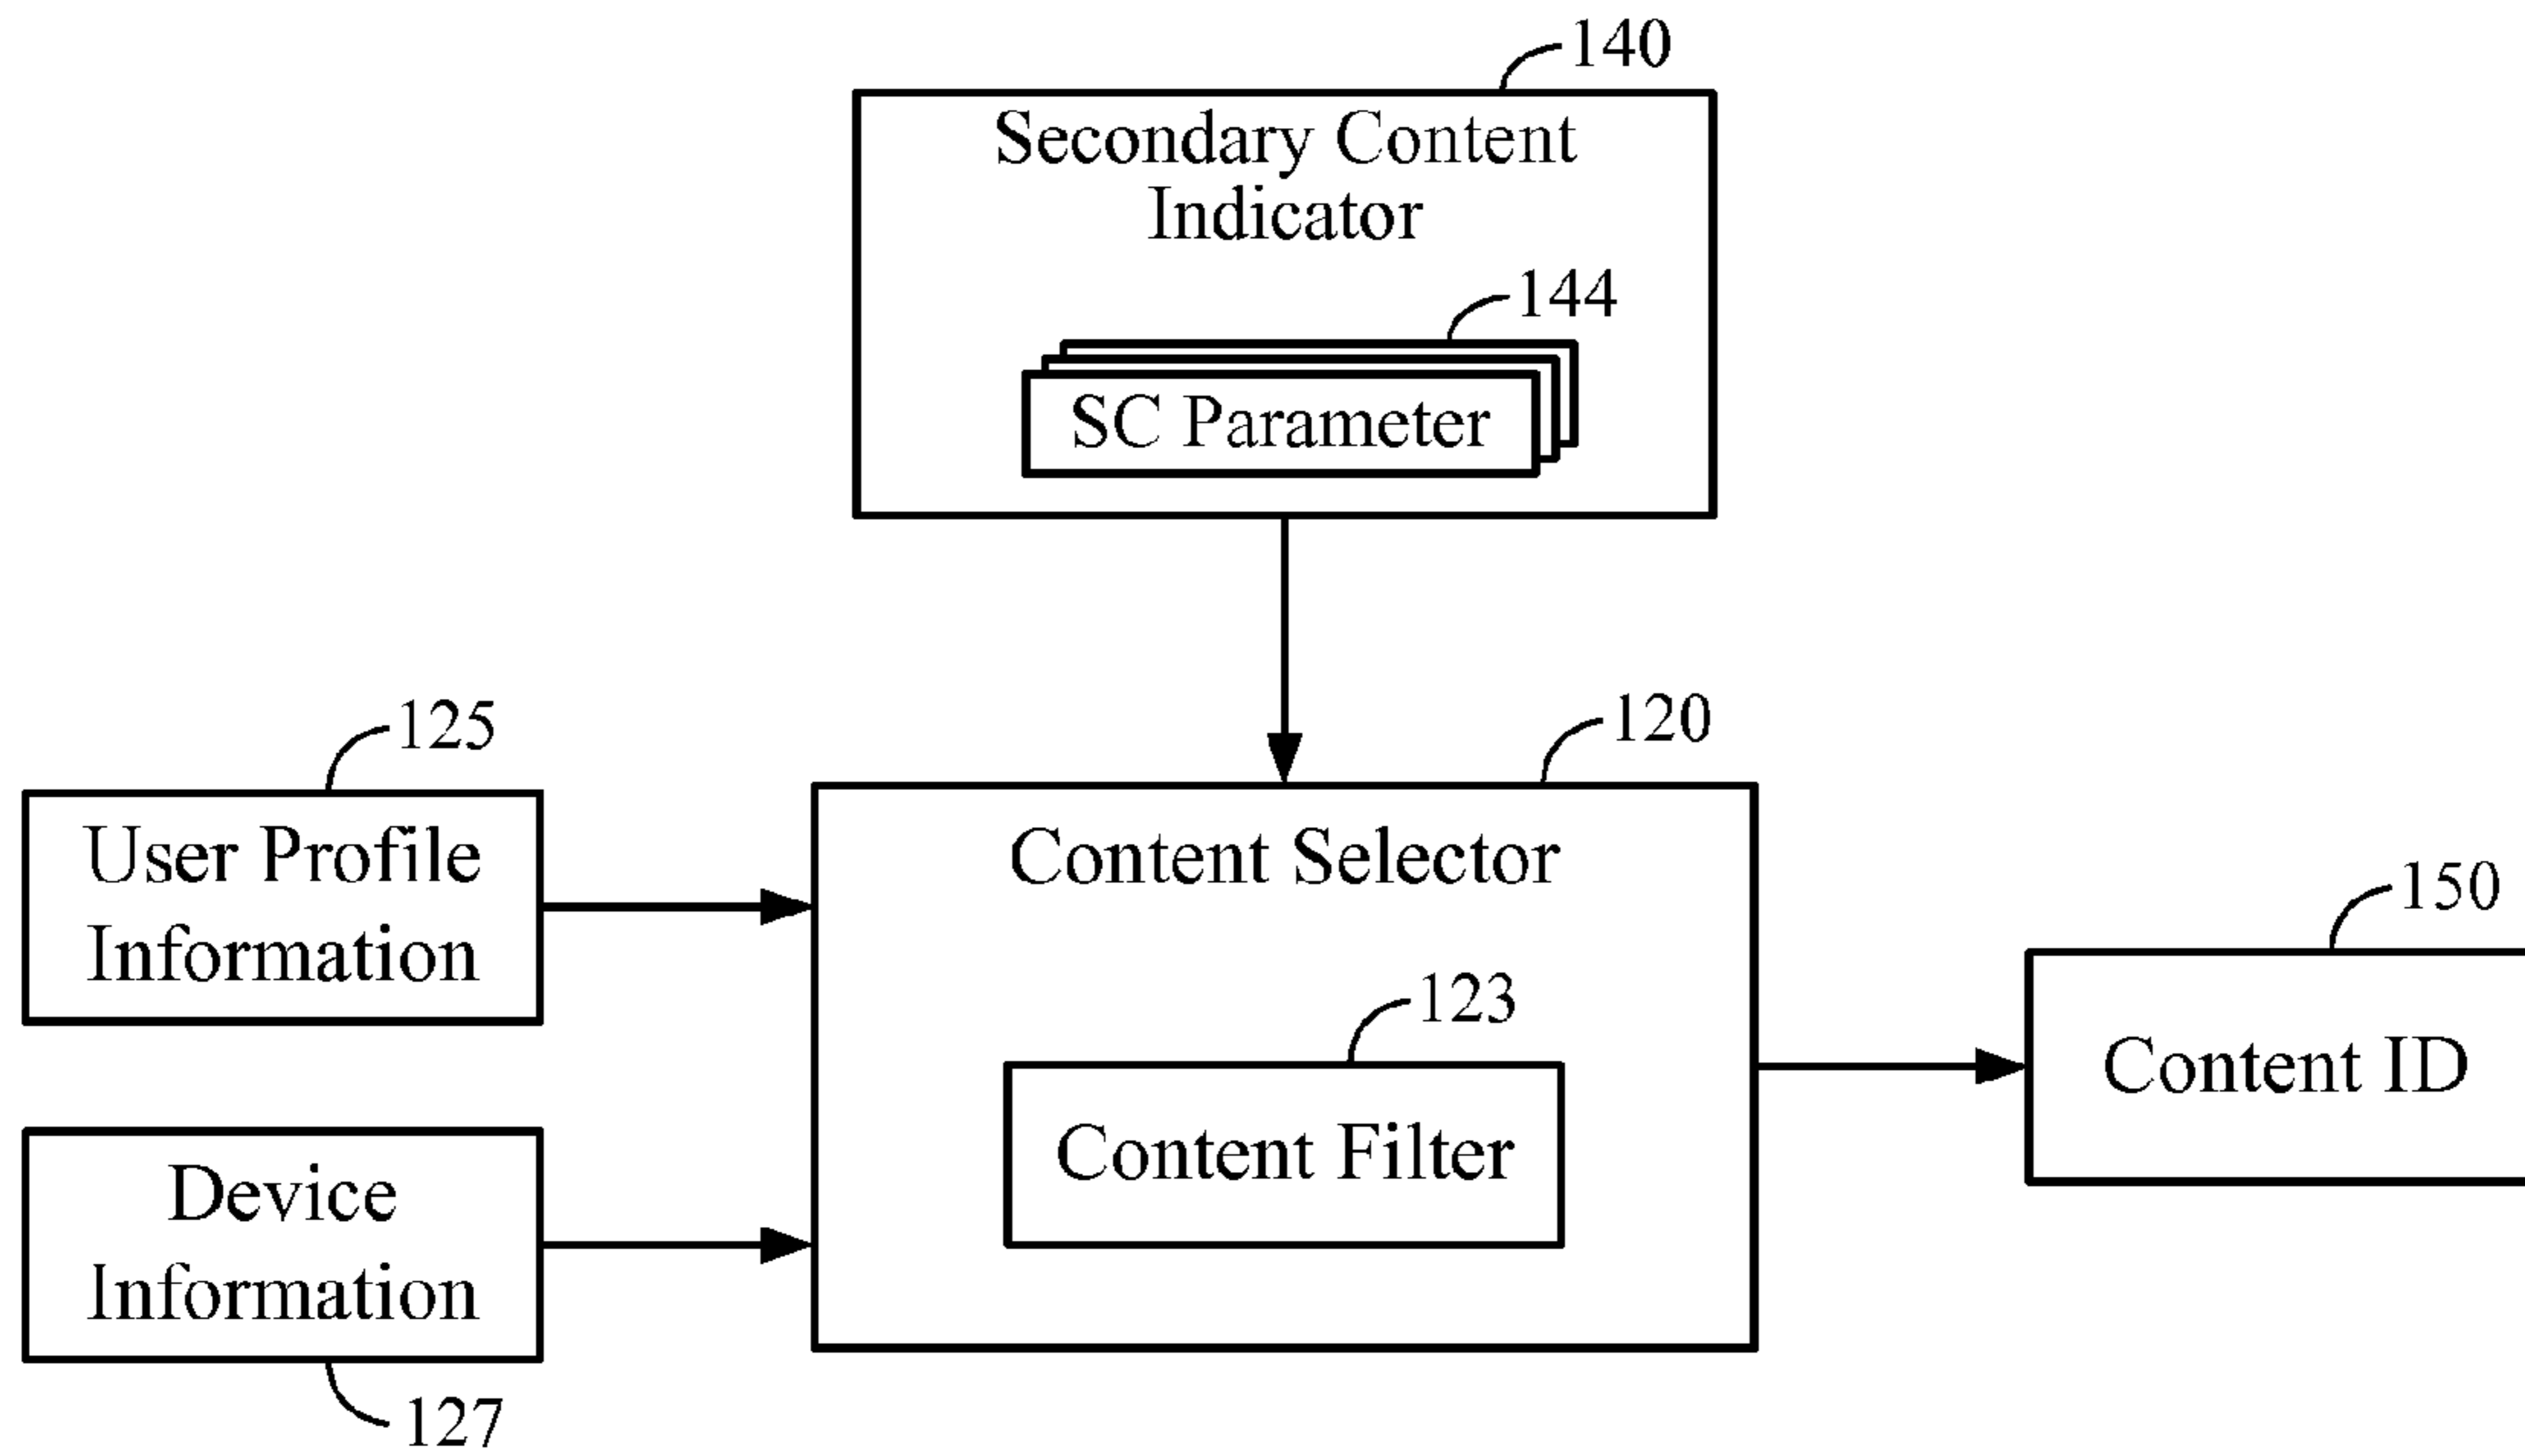 140
Secondary Content
Indicator
144
SC Parameter
125
User Profile
Information
120
Content Selector
123
Content Filter
150
Content ID
Device
Information
127